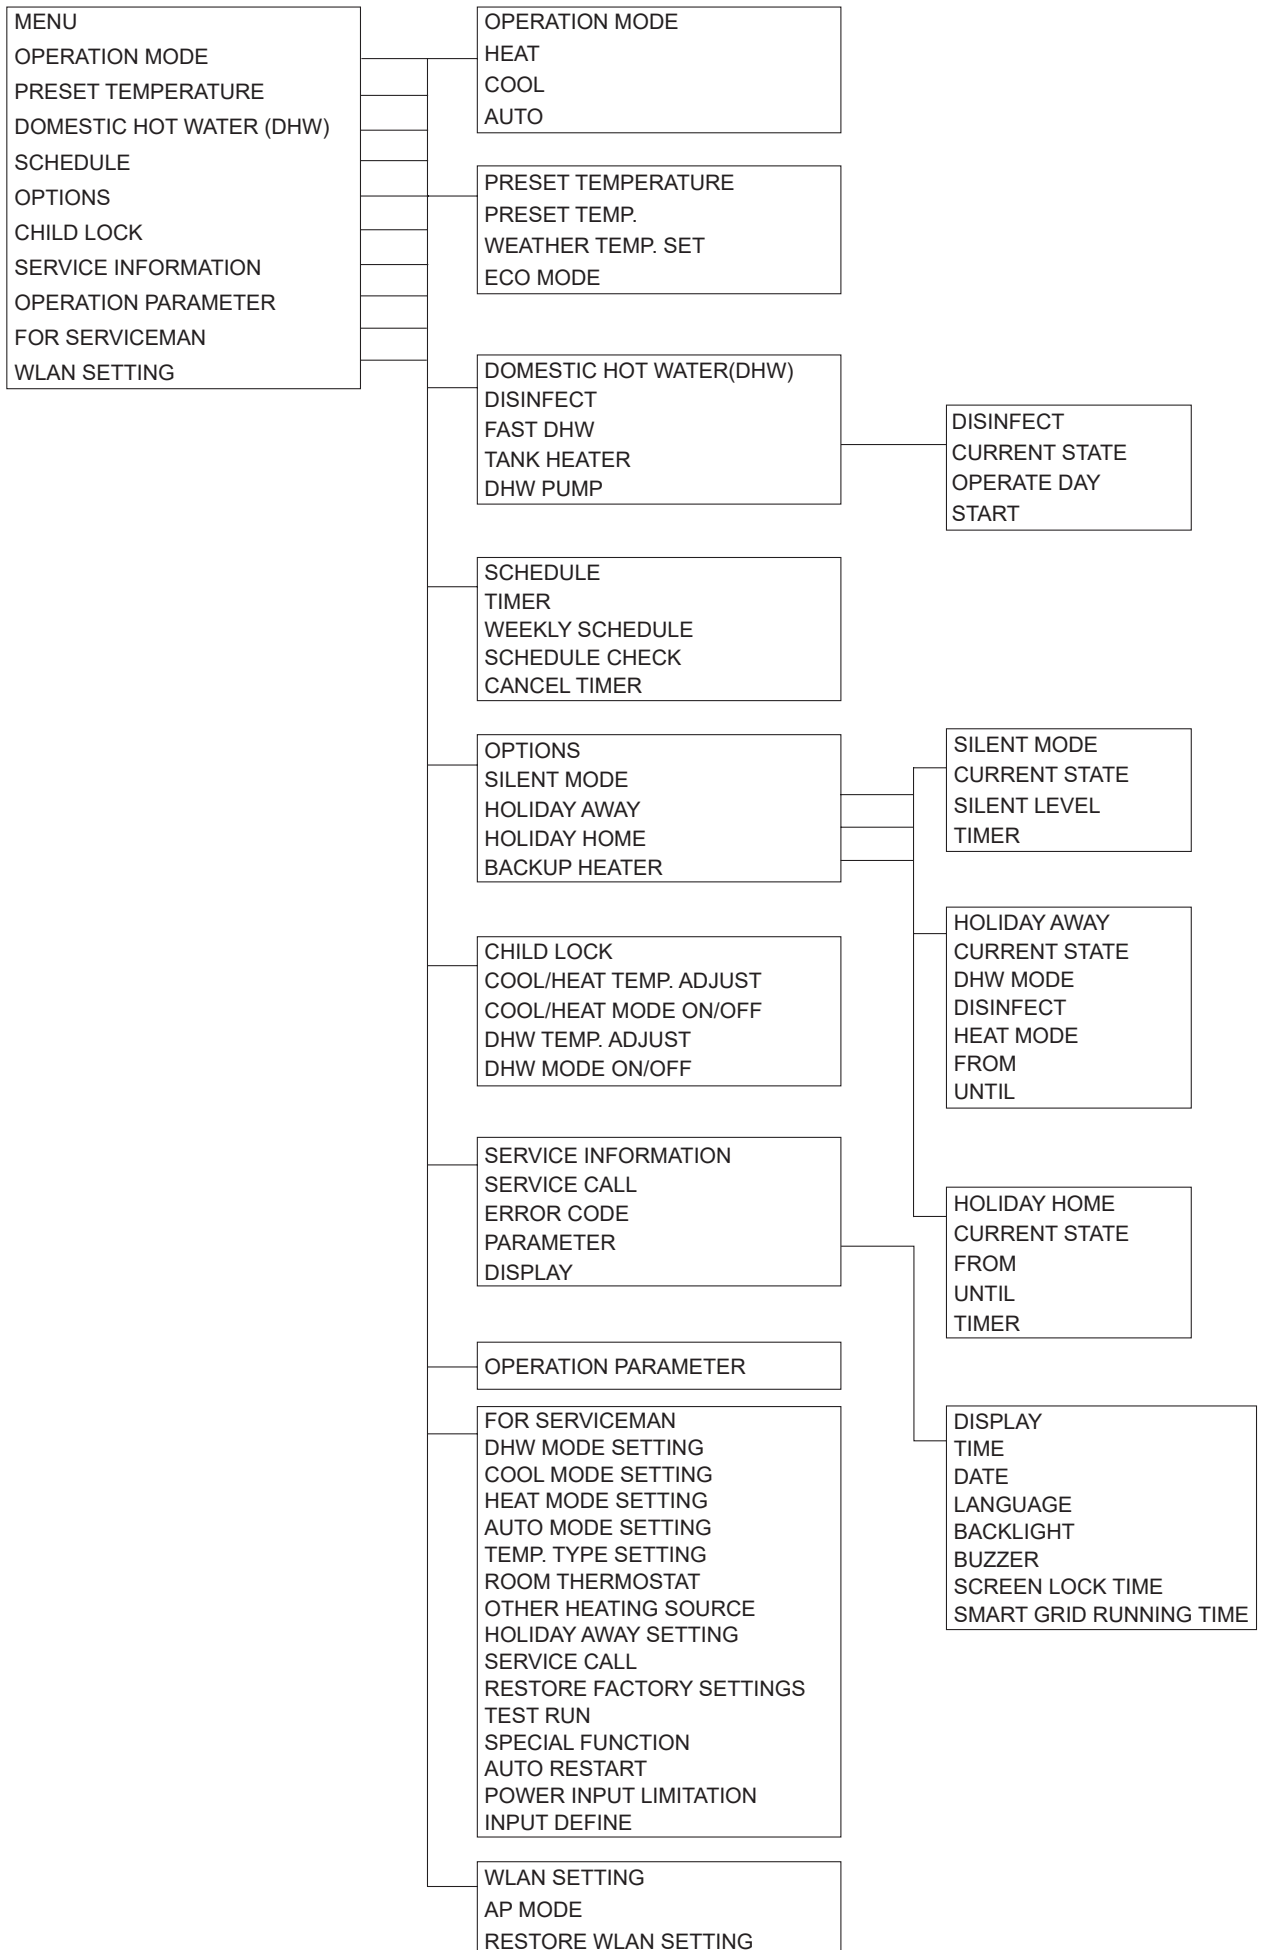 MENU
OPERATION MODE
PRESET TEMPERATURE
DOMESTIC HOT WATER (DHW)
SCHEDULE
OPTIONS
CHILD LOCK
SERVICE INFORMATION
OPERATION PARAMETER
FOR SERVICEMAN
WLAN SETTING
OPERATION MODE
HEAT
COOL
AUTO
PRESET TEMPERATURE
PRESET TEMP.
WEATHER TEMP. SET
ECO MODE
DOMESTIC HOT WATER(DHW)
DISINFECT
FAST DHW
TANK HEATER
DHW PUMP
DISINFECT
CURRENT STATE
OPERATE DAY
START
SCHEDULE
TIMER
WEEKLY SCHEDULE
SCHEDULE CHECK
CANCEL TIMER
OPTIONS
SILENT MODE
HOLIDAY AWAY
HOLIDAY HOME
BACKUP HEATER
SILENT MODE
CURRENT STATE
SILENT LEVEL
TIMER
HOLIDAY AWAY
CURRENT STATE
DHW MODE
DISINFECT
HEAT MODE
FROM
UNTIL
HOLIDAY HOME
CURRENT STATE
FROM
UNTIL
TIMER
CHILD LOCK
COOL/HEAT TEMP. ADJUST
COOL/HEAT MODE ON/OFF
DHW TEMP. ADJUST
DHW MODE ON/OFF
SERVICE INFORMATION
SERVICE CALL
ERROR CODE
PARAMETER
DISPLAY
DISPLAY
TIME
DATE
LANGUAGE
BACKLIGHT
BUZZER
SCREEN LOCK TIME
SMART GRID RUNNING TIME
OPERATION PARAMETER
FOR SERVICEMAN
DHW MODE SETTING
COOL MODE SETTING
HEAT MODE SETTING
AUTO MODE SETTING
TEMP. TYPE SETTING
ROOM THERMOSTAT
OTHER HEATING SOURCE
HOLIDAY AWAY SETTING
SERVICE CALL
RESTORE FACTORY SETTINGS
TEST RUN
SPECIAL FUNCTION
AUTO RESTART
POWER INPUT LIMITATION
INPUT DEFINE
WLAN SETTING
AP MODE
RESTORE WLAN SETTING